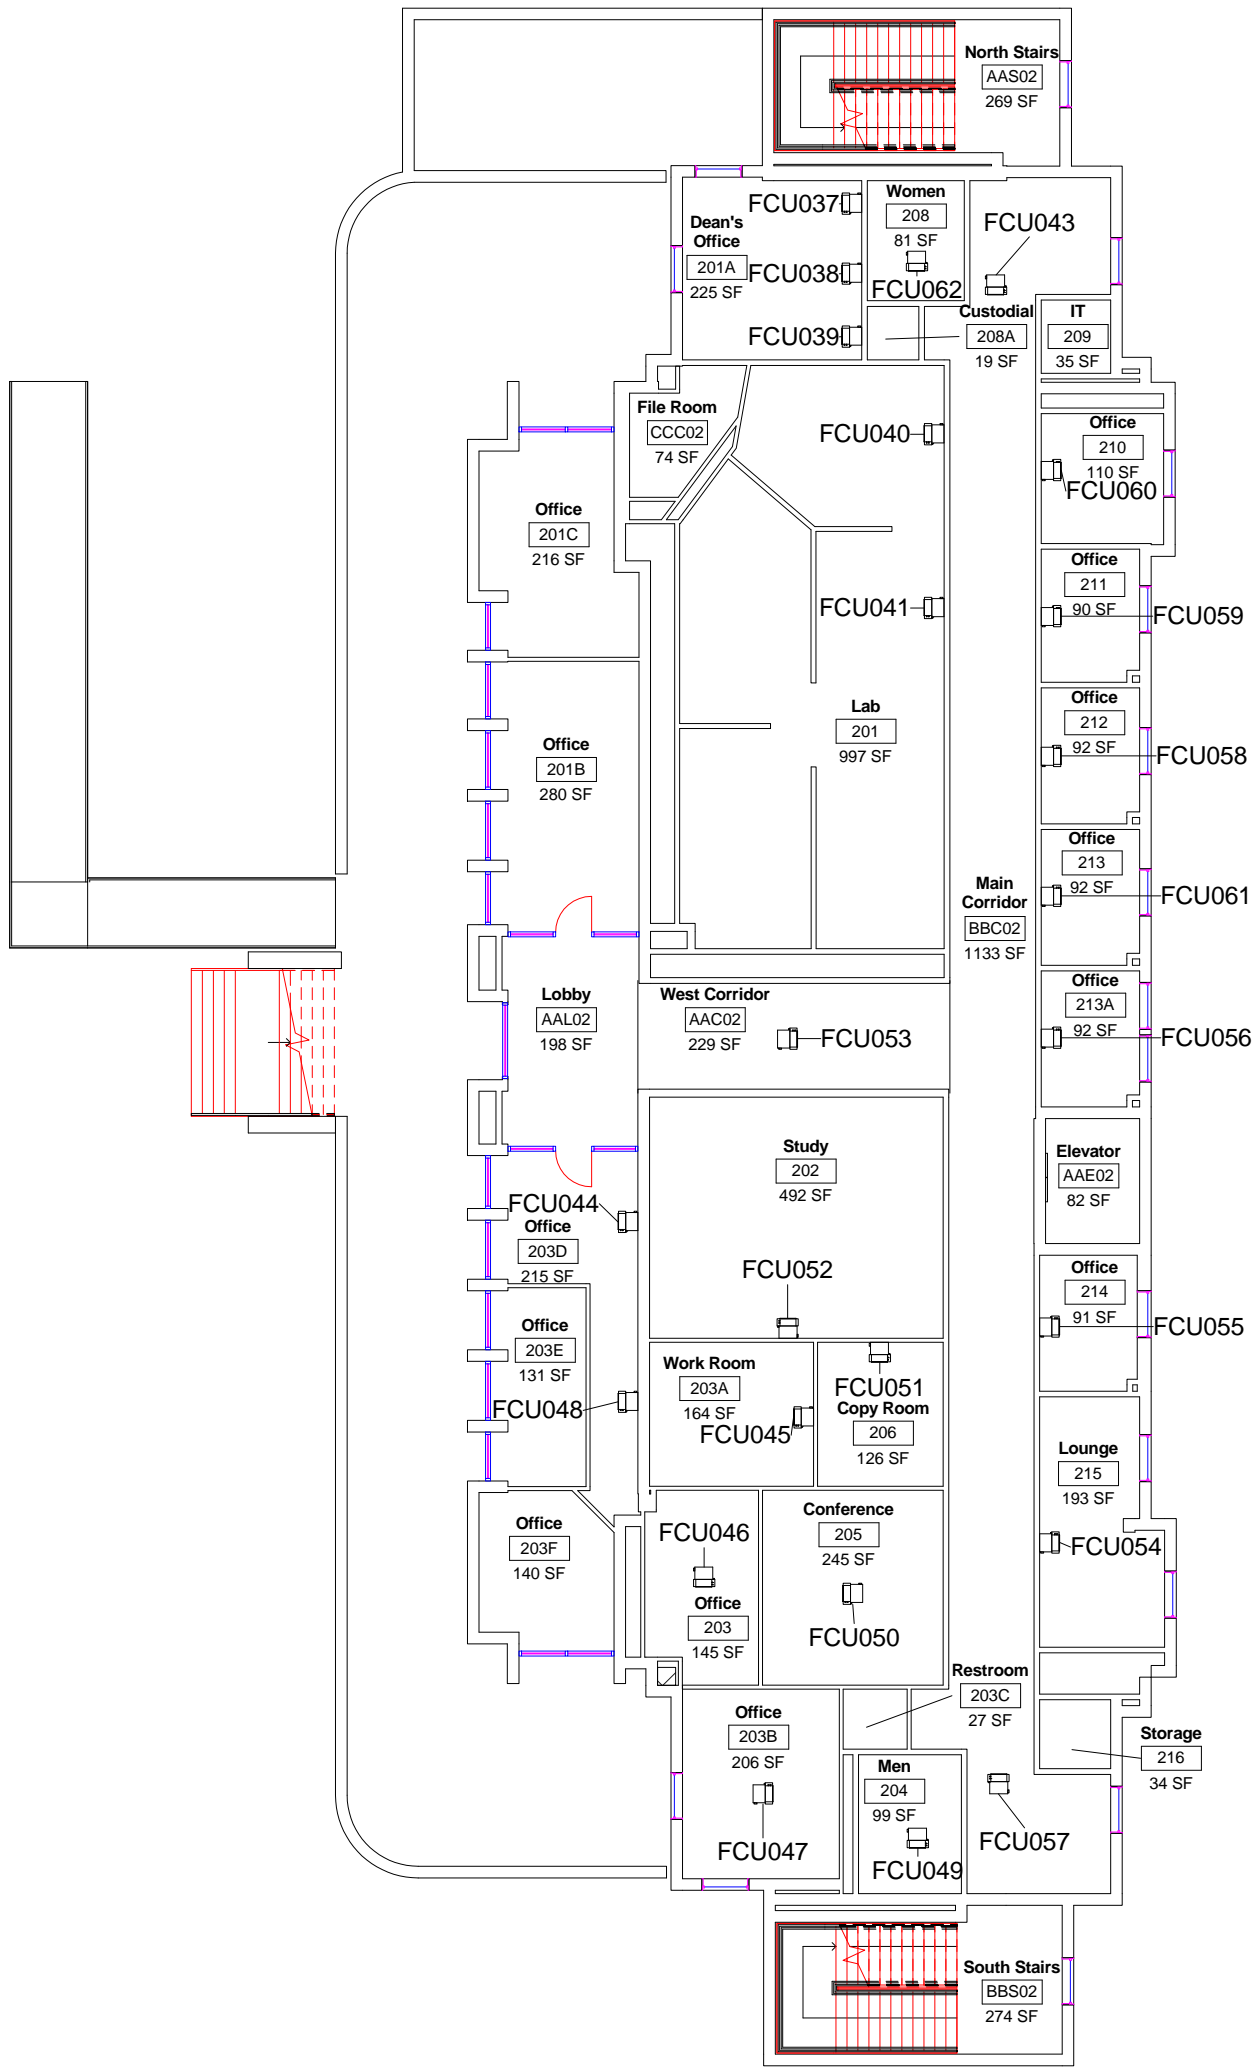 North Stairs
AAS02
269 SF
FCU037
Women
208
81 SF
FCU062
FCU043
Dean's
Office
201A
225 SF
FCU038
FCU039
Custodial
208A
19 SF
IT
209
35 SF
File Room
CCC02
74 SF
FCU040
Office
210
110 SF
FCU060
Office
201C
216 SF
Office
211
90 SF
FCU059
FCU041
Lab
201
997 SF
Office
212
92 SF
FCU058
Office
201B
280 SF
Office
213
92 SF
FCU061
Main
Corridor
BBC02
1133 SF
Lobby
AAL02
198 SF
West Corridor
AAC02
229 SF
FCU053
Office
213A
92 SF
FCU056
Study
202
492 SF
Elevator
AAE02
82 SF
FCU044
Office
203D
215 SF
FCU052
Office
214
91 SF
FCU055
Office
203E
131 SF
FCU048
Work Room
203A
164 SF
FCU045
FCU051
Copy Room
206
126 SF
Lounge
215
193 SF
FCU054
Office
203F
140 SF
FCU046
Office
203
145 SF
Conference
205
245 SF
FCU050
Restroom
203C
27 SF
Office
203B
206 SF
FCU047
Men
204
99 SF
FCU049
FCU057
Storage
216
34 SF
South Stairs
BBS02
274 SF